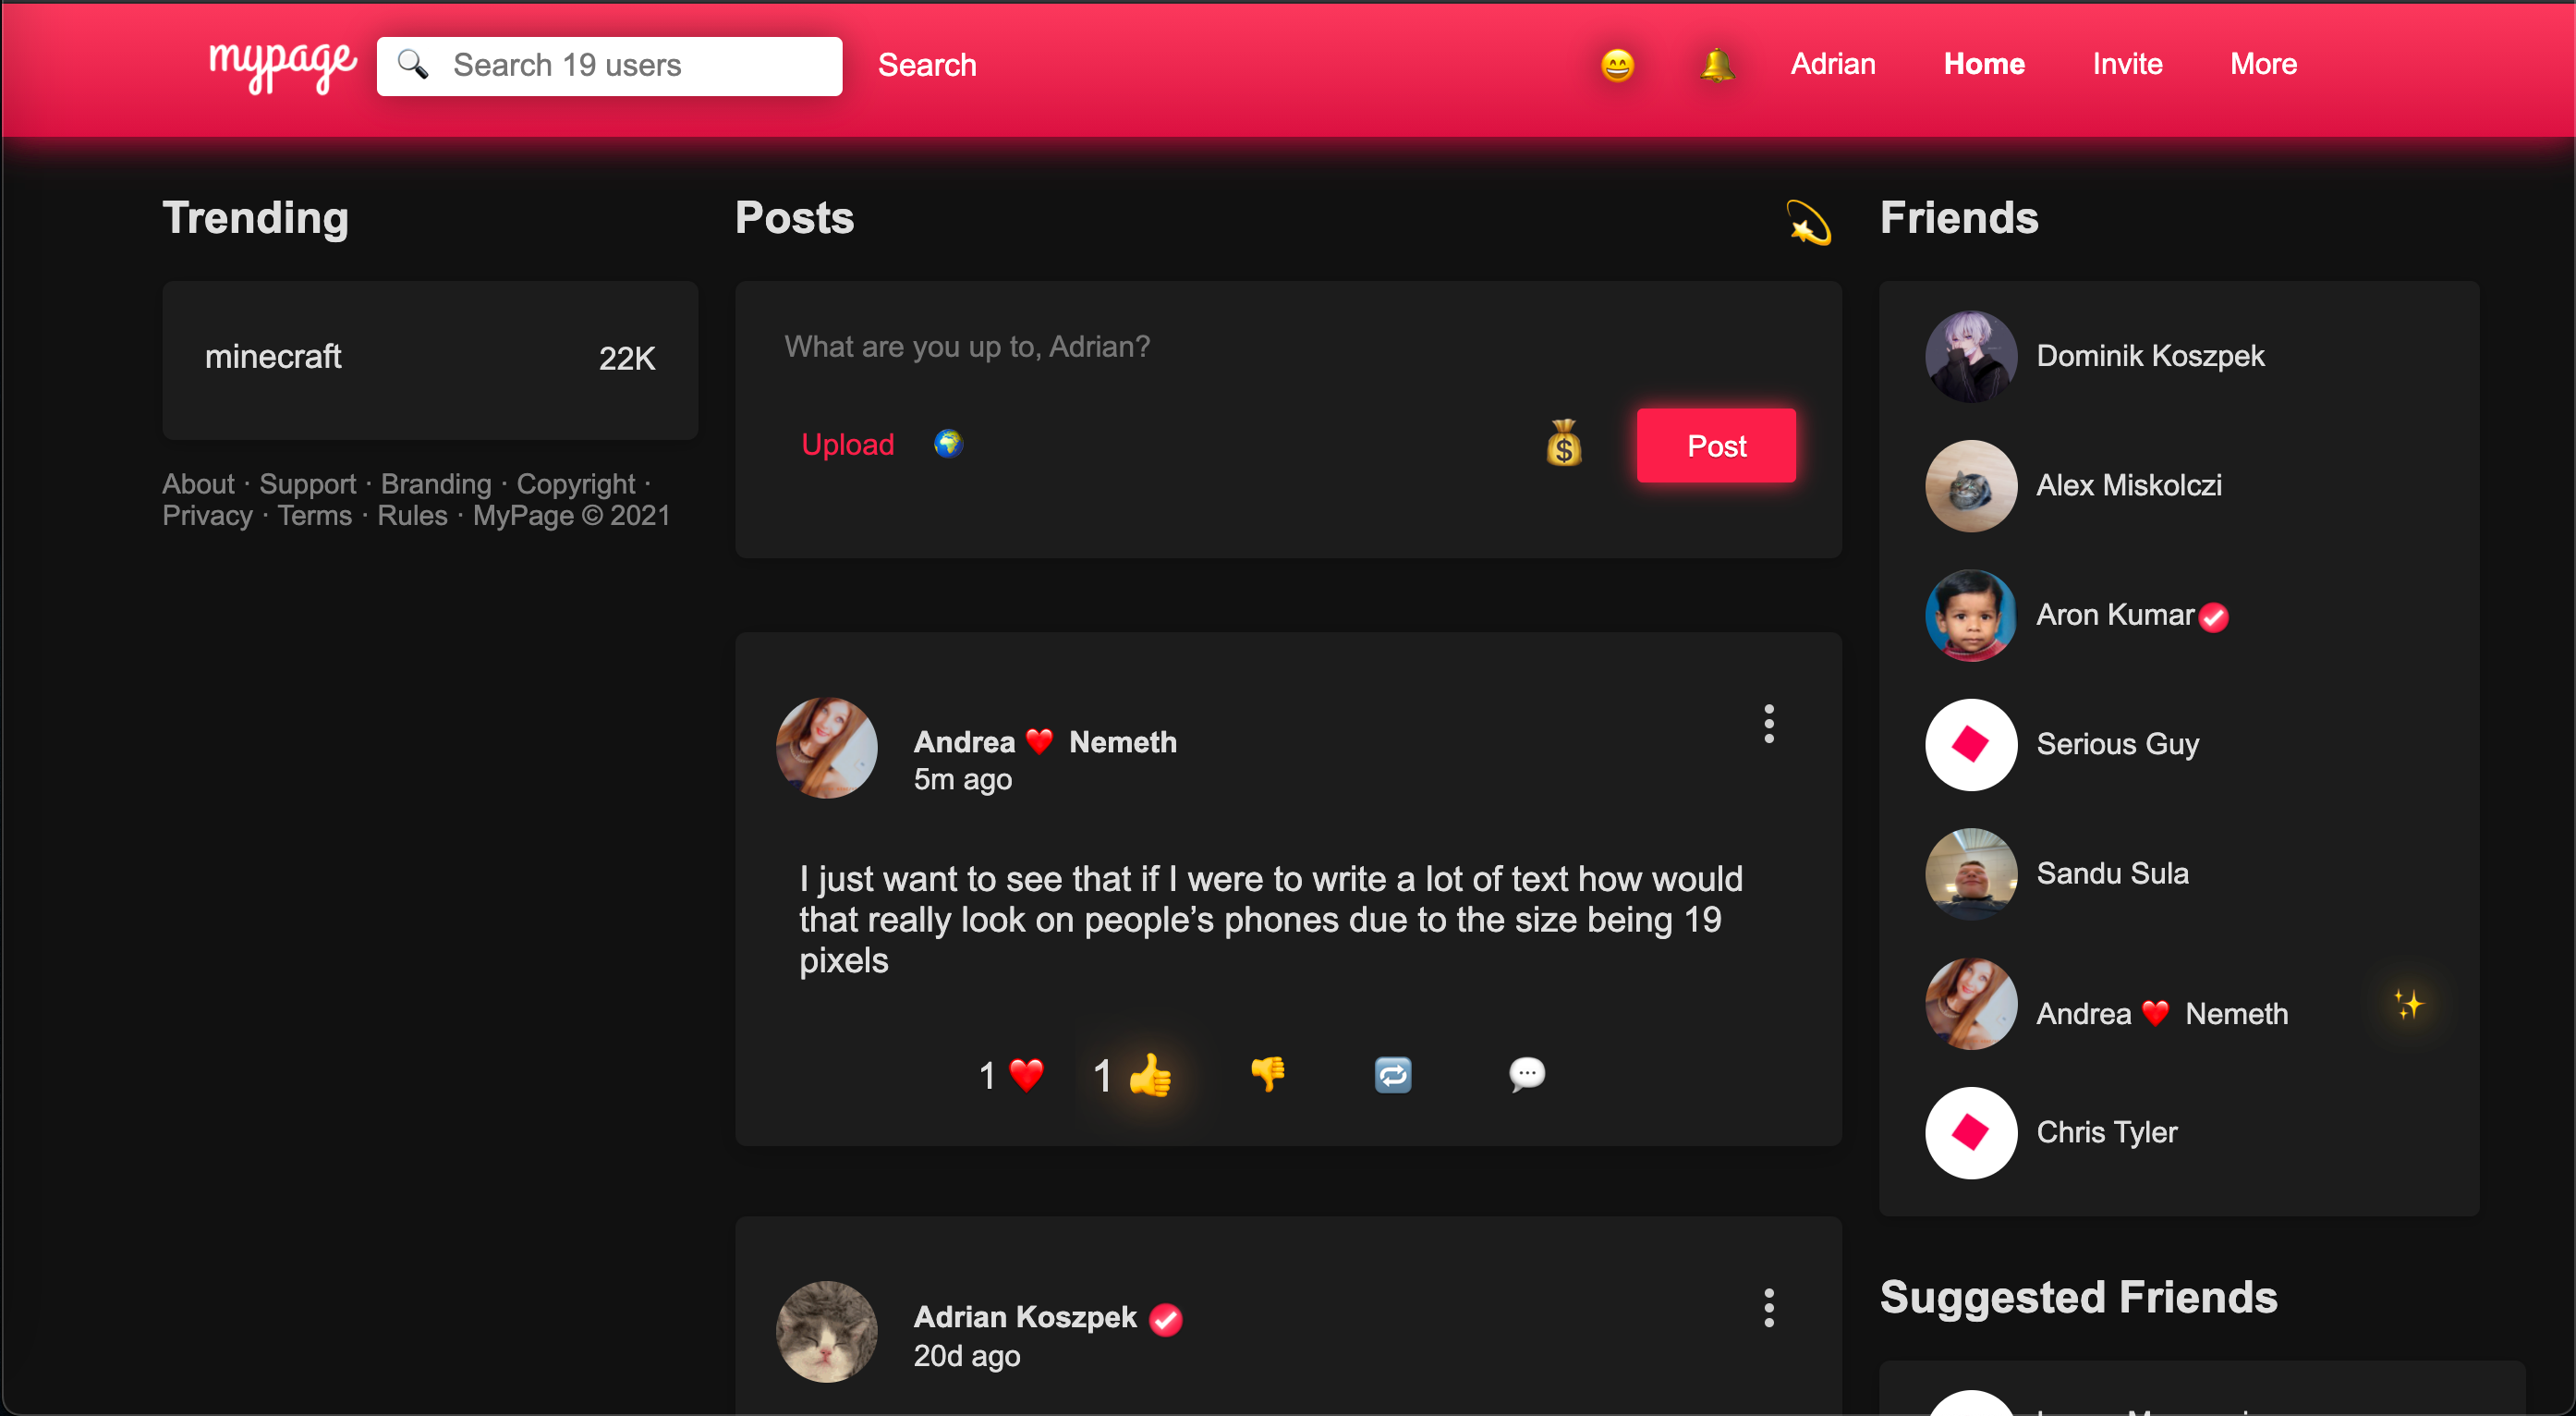 mypage
Search 19 users
Search
Adrian
Home
Invite
More
Trending
minecraft
22K
About · Support · Branding · Copyright ·
Privacy · Terms · Rules · MyPage © 2021
Posts
What are you up to, Adrian?
Upload
Post
Andrea ❤️ Nemeth
5m ago
I just want to see that if I were to write a lot of text how would
that really look on people’s phones due to the size being 19
pixels
1 ❤️ 1 👍
Adrian Koszpek
20d ago
Friends
Dominik Koszpek
Alex Miskolczi
Aron Kumar
Serious Guy
Sandu Sula
Andrea ❤️ Nemeth
Chris Tyler
Suggested Friends